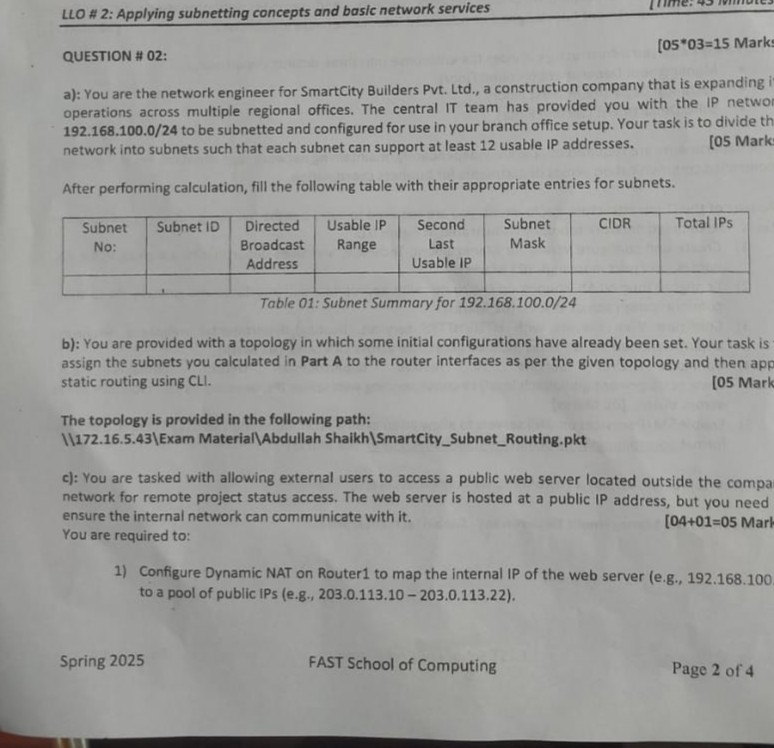 LLO # 2: Applying subnetting concepts and basic network services
[Time: 45 Minutes
QUESTION # 02:
[05*03=15 Marks
a): You are the network engineer for SmartCity Builders Pvt. Ltd., a construction company that is expanding
operations across multiple regional offices. The central IT team has provided you with the IP networ
192.168.100.0/24 to be subnetted and configured for use in your branch office setup. Your task is to divide th
network into subnets such that each subnet can support at least 12 usable IP addresses. [05 Marks
After performing calculation, fill the following table with their appropriate entries for subnets.
Subnet No: Subnet ID Directed Broadcast Address Usable IP Range Second Last Usable IP Subnet Mask CIDR Total IPs
Table 01: Subnet Summary for 192.168.100.0/24
b): You are provided with a topology in which some initial configurations have already been set. Your task is
assign the subnets you calculated in Part A to the router interfaces as per the given topology and then app
static routing using CLI. [05 Mark
The topology is provided in the following path:
\\172.16.5.43\Exam Material\Abdullah Shaikh\SmartCity_Subnet_Routing.pkt
c): You are tasked with allowing external users to access a public web server located outside the compa
network for remote project status access. The web server is hosted at a public IP address, but you need
ensure the internal network can communicate with it. [04+01=05 Mark
You are required to:
1) Configure Dynamic NAT on Router1 to map the internal IP of the web server (e.g., 192.168.100
to a pool of public IPs (e.g., 203.0.113.10 – 203.0.113.22).
Spring 2025 FAST School of Computing Page 2 of 4